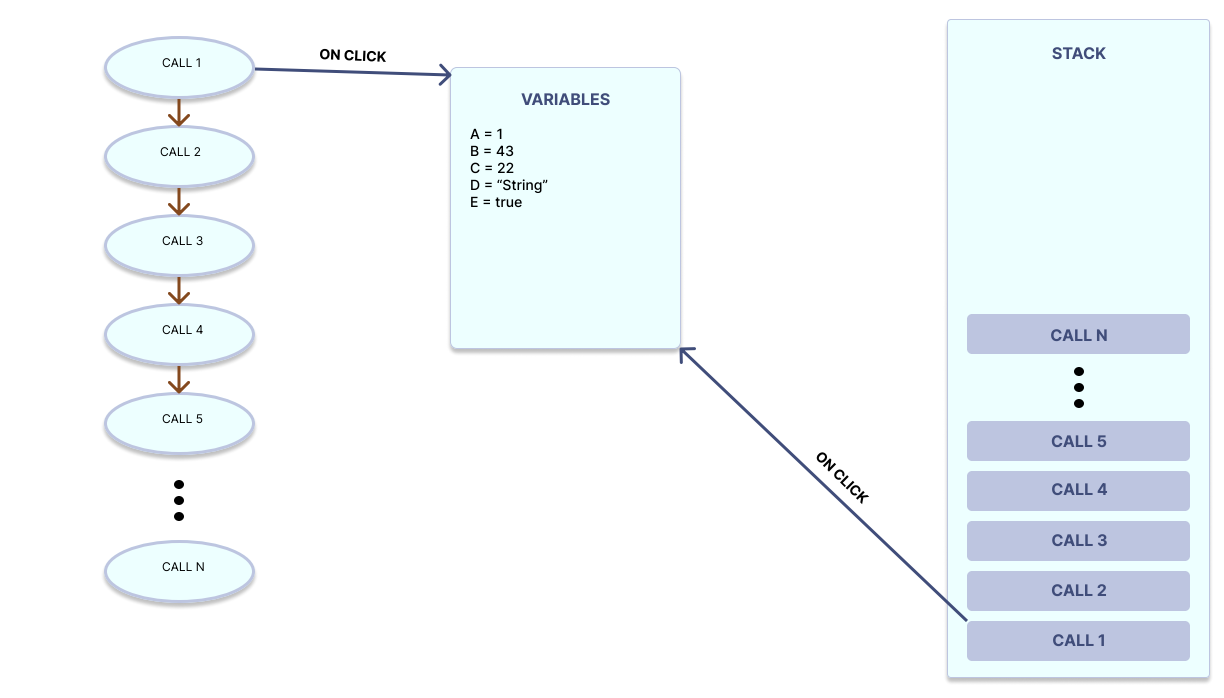 CALL 1
CALL 2
CALL 3
CALL 4
CALL 5
CALL N
ON CLICK
VARIABLES
A = 1
B = 43
C = 22
D = “String”
E = true
ON CLICK
STACK
CALL N
CALL 5
CALL 4
CALL 3
CALL 2
CALL 1